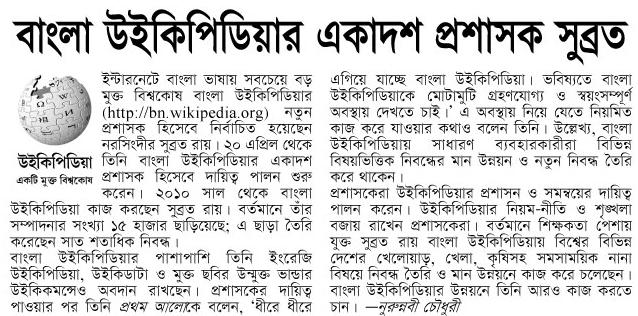 বাংলা উইকিপিডিয়ার একাদশ প্রশাসক সুব্রত
উইকিপিডিয়া
একটি মুক্ত বিশ্বকোষ
ইন্টারনেটে বাংলা ভাষায় সবচেয়ে বড়
মুক্ত বিশ্বকোষ বাংলা উইকিপিডিয়ার
(http://bn.wikipedia.org) নতুন
প্রশাসক হিসেবে নির্বাচিত হয়েছেন
নরসিংদীর সুব্রত রায়। ২০ এপ্রিল থেকে
তিনি বাংলা উইকিপিডিয়ার একাদশ
প্রশাসক হিসেবে দায়িত্ব পালন শুরু
করেন। ২০১০ সাল থেকে বাংলা
উইকিপিডিয়া কাজ করছেন সুব্রত রায়। বর্তমানে তাঁর
সম্পাদনার সংখ্যা ১৫ হাজার ছাড়িয়েছে; এ ছাড়া তৈরি
করেছেন সাত শতাধিক নিবন্ধ।
বাংলা উইকিপিডিয়ার পাশাপাশি তিনি ইংরেজি
উইকিপিডিয়া, উইকিডাটা ও মুক্ত ছবির উন্মুক্ত ভান্ডার
উইকিকমন্সেও অবদান রাখছেন। প্রশাসকের দায়িত্ব
পাওয়ার পর তিনি প্রথম আলোকে বলেন, ‘ধীরে ধীরে
এগিয়ে যাচ্ছে বাংলা উইকিপিডিয়া। ভবিষ্যতে বাংলা
উইকিপিডিয়াকে মোটামুটি গ্রহণযোগ্য ও স্বয়ংসম্পূর্ণ
অবস্থায় দেখতে চাই।’ এ অবস্থায় নিয়ে যেতে নিয়মিত
কাজ করে যাওয়ার কথাও বলেন তিনি। উল্লেখ্য, বাংলা
উইকিপিডিয়ায় সাধারণ ব্যবহারকারীরা বিভিন্ন
বিষয়ভিত্তিক নিবন্ধের মান উন্নয়ন ও নতুন নিবন্ধ তৈরি
করে থাকেন।
প্রশাসকেরা উইকিপিডিয়ার প্রশাসন ও সমন্বয়ের দায়িত্ব
পালন করেন। উইকিপিডিয়ার নিয়ম-নীতি ও শৃঙ্খলা
বজায় রাখেন প্রশাসকেরা। বর্তমানে শিক্ষকতা পেশায়
যুক্ত সুব্রত রায় বাংলা উইকিপিডিয়ায় বিশ্বের বিভিন্ন
দেশের খেলোয়াড়, খেলা, কৃষিসহ সমসাময়িক নানা
বিষয়ে নিবন্ধ তৈরি ও মান উন্নয়নে কাজ করে চলেছেন।
বাংলা উইকিপিডিয়ার উন্নয়নে তিনি আরও কাজ করতে
চান। —নুরুন্নবী চৌধুরী